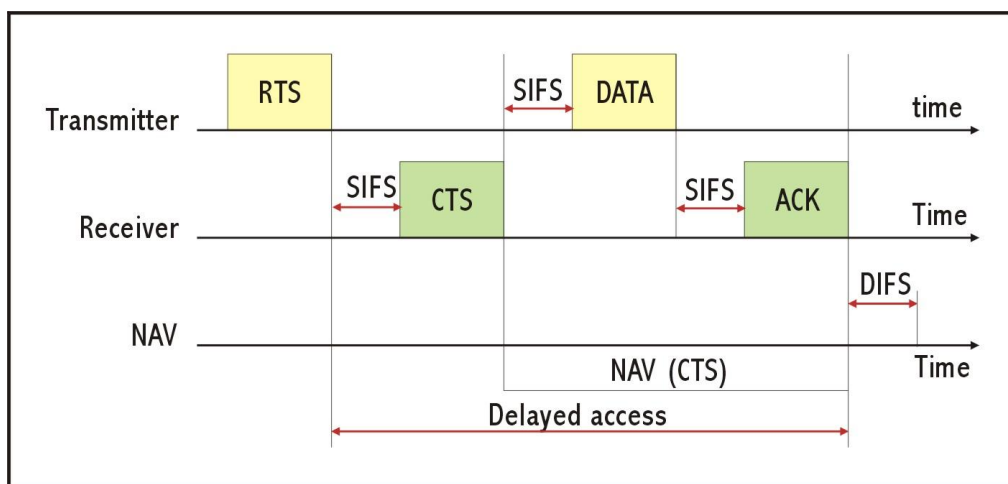 RTS
SIFS
DATA
Transmitter
time
SIFS
CTS
SIFS
ACK
Receiver
Time
DIFS
NAV
Time
NAV (CTS)
Delayed access